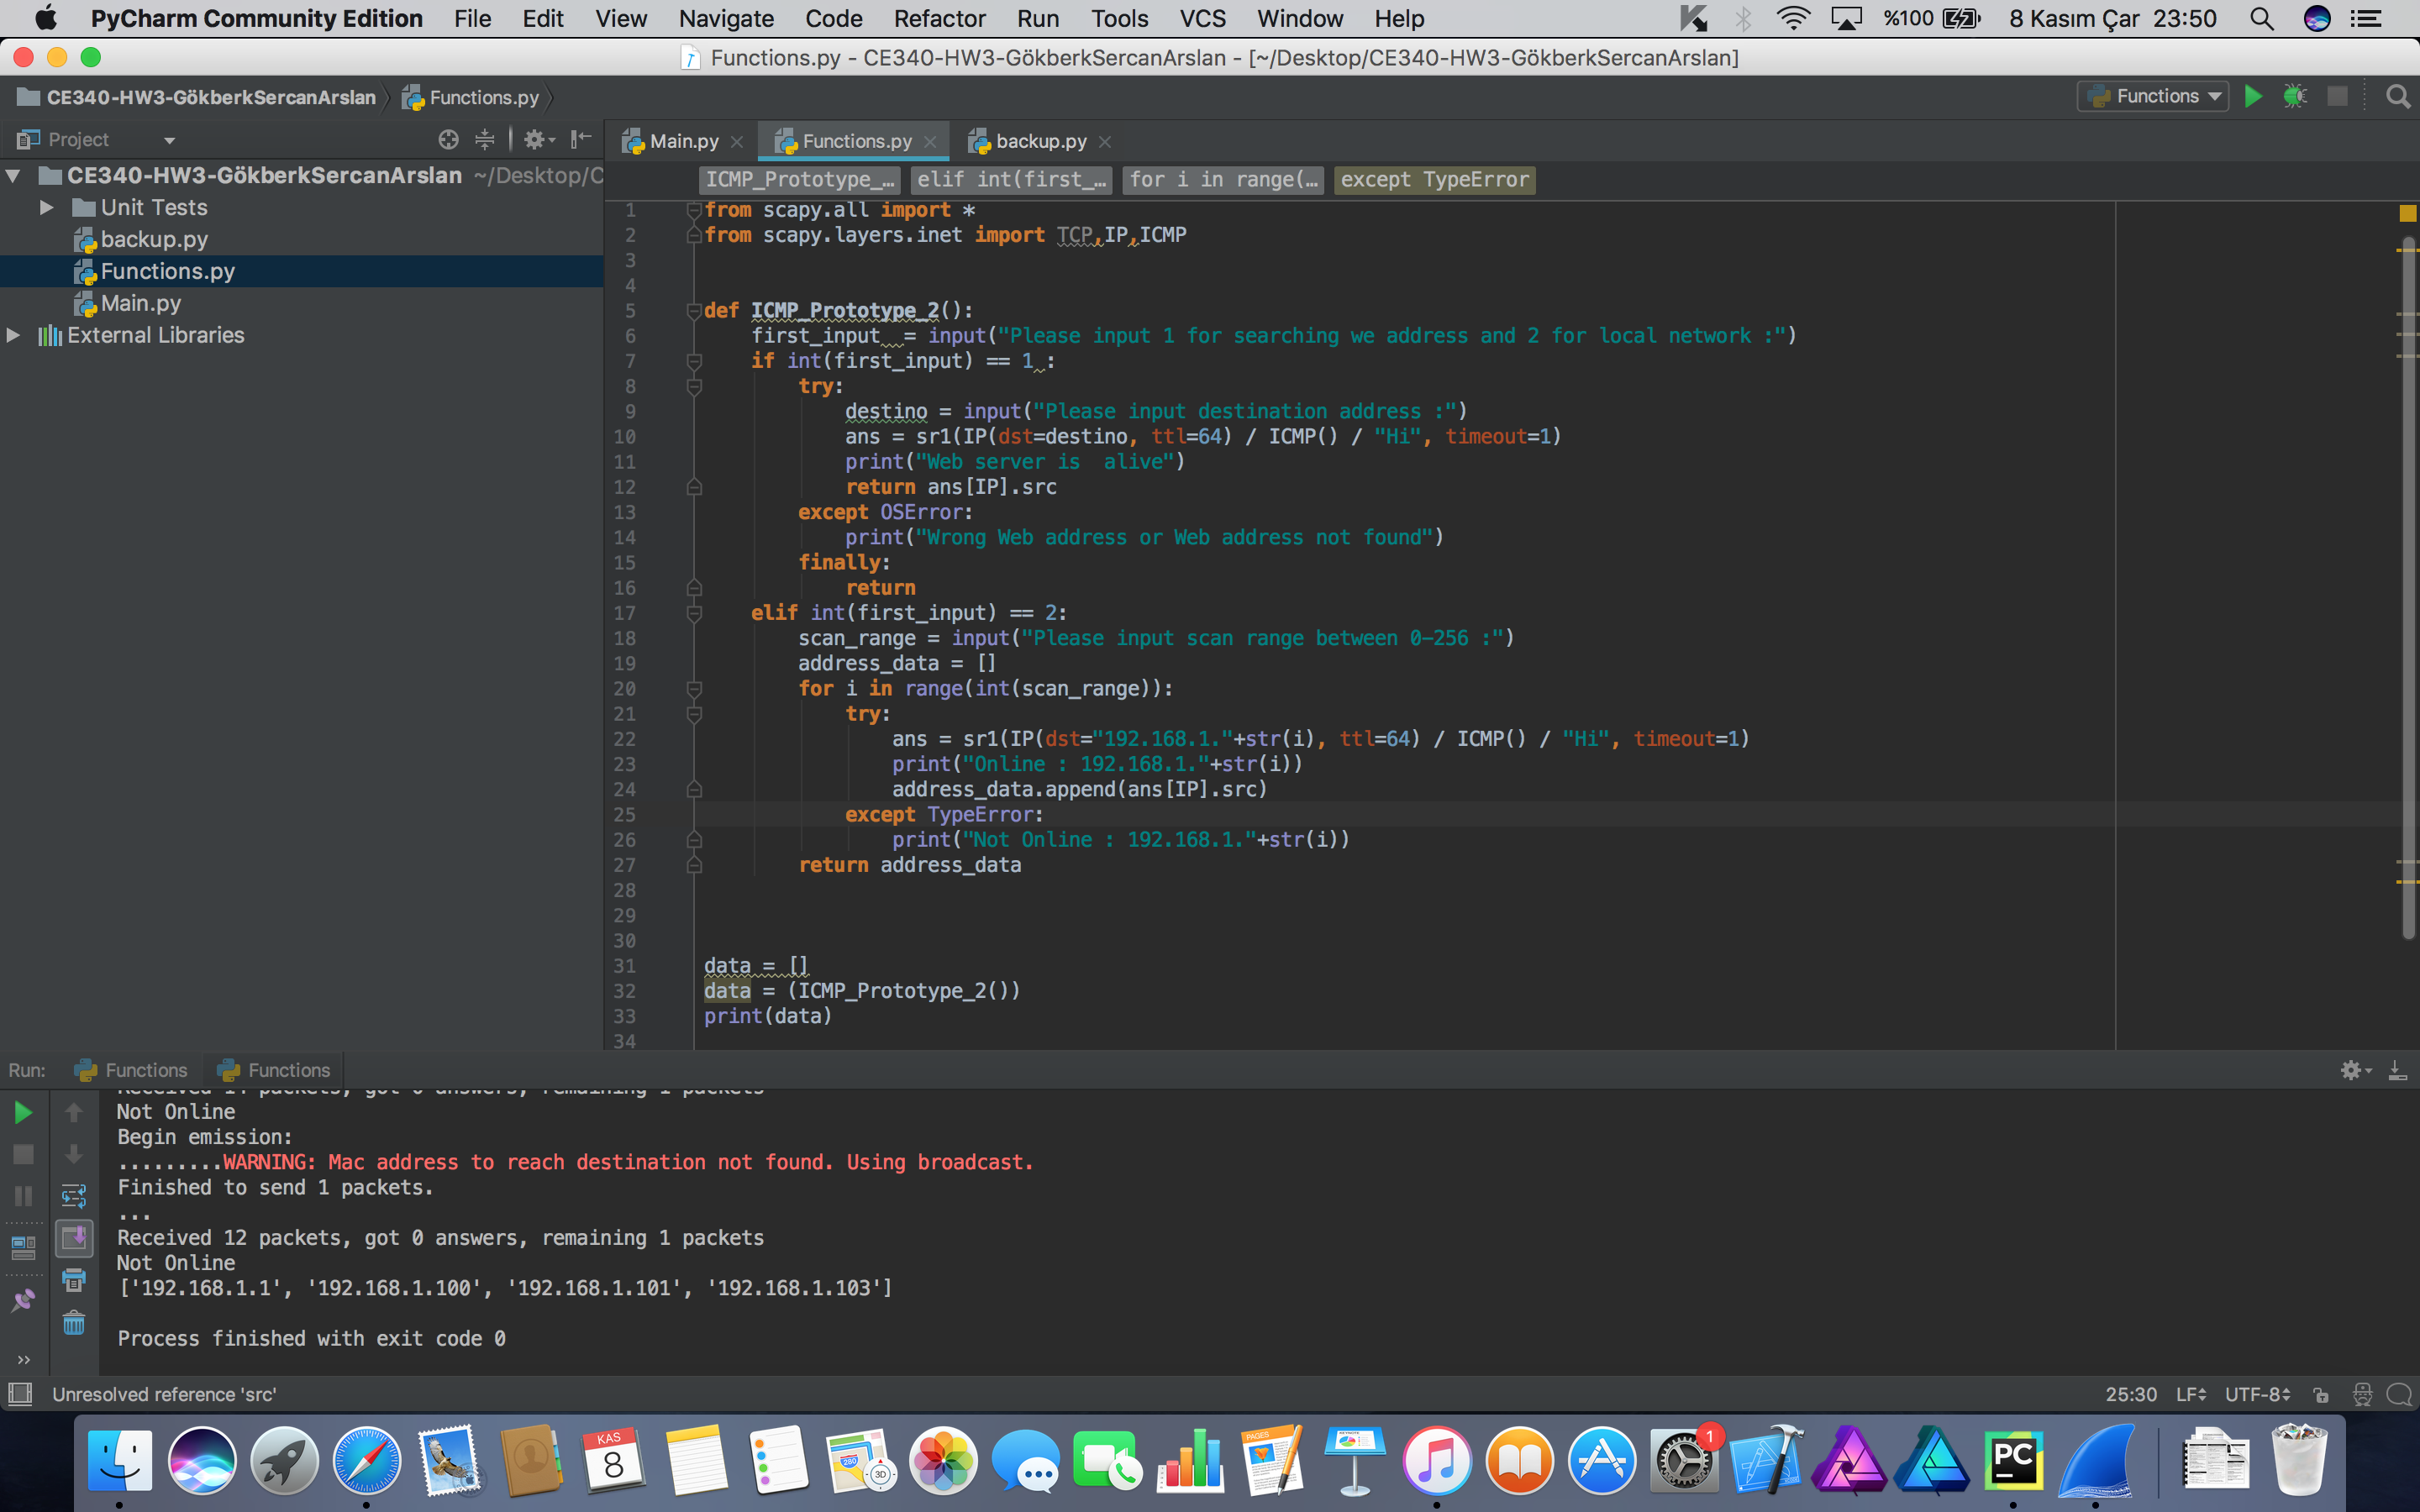 PyCharm Community Edition File Edit View Navigate Code Refactor Run Tools VCS Window Help %100 8 Kasım Çar 23:50
Functions.py - CE340-HW3-GökberkSercanArslan - [~/Desktop/CE340-HW3-GökberkSercanArslan]
CE340-HW3-GökberkSercanArslan Functions.py Functions
Project
CE340-HW3-GökberkSercanArslan ~/Desktop/C
Unit Tests
backup.py
Functions.py
Main.py
External Libraries
Main.py Functions.py backup.py
ICMP_Prototype_… elif int(first_… for i in range(… except TypeError
1 from scapy.all import *
2 from scapy.layers.inet import TCP,IP,ICMP
3
4
5 def ICMP_Prototype_2():
6 first_input  = input("Please input 1 for searching we address and 2 for local network :")
7 if int(first_input) == 1 :
8 try:
9 destino = input("Please input destination address :")
10 ans = sr1(IP(dst=destino, ttl=64) / ICMP() / "Hi", timeout=1)
11 print("Web server is  alive")
12 return ans[IP].src
13 except OSError:
14 print("Wrong Web address or Web address not found")
15 finally:
16 return
17 elif int(first_input) == 2:
18 scan_range = input("Please input scan range between 0-256 :")
19 address_data = []
20 for i in range(int(scan_range)):
21 try:
22 ans = sr1(IP(dst="192.168.1."+str(i), ttl=64) / ICMP() / "Hi", timeout=1)
23 print("Online : 192.168.1."+str(i))
24 address_data.append(ans[IP].src)
25 except TypeError:
26 print("Not Online : 192.168.1."+str(i))
27 return address_data
28
29
30
31 data = []
32 data = (ICMP_Prototype_2())
33 print(data)
34
Run: Functions Functions
Received 14 packets, got 0 answers, remaining 1 packets
Not Online
Begin emission:
.........WARNING: Mac address to reach destination not found. Using broadcast.
Finished to send 1 packets.
...
Received 12 packets, got 0 answers, remaining 1 packets
Not Online
['192.168.1.1', '192.168.1.100', '192.168.1.101', '192.168.1.103']
Process finished with exit code 0
Unresolved reference 'src' 25:30 LF UTF-8
KAS
8
280
3D
PAGES
1
PC